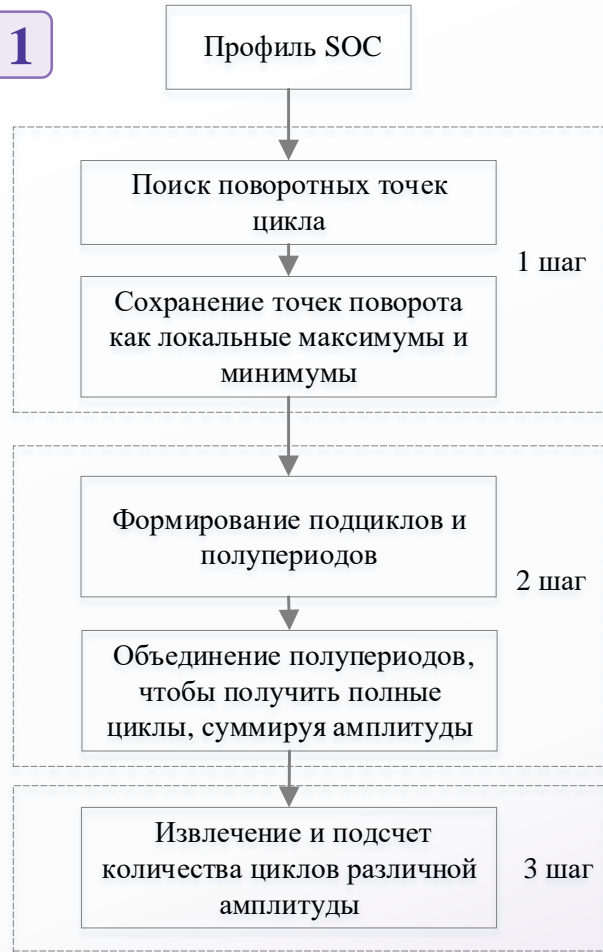 1
Профиль SOC
Поиск поворотных точек
цикла
1 шаг
Сохранение точек поворота
как локальные максимумы и
минимумы
Формирование подциклов и
полупериодов
2 шаг
Объединение полупериодов,
чтобы получить полные
циклы, суммируя амплитуды
Извлечение и подсчет
количества циклов различной
амплитуды
3 шаг